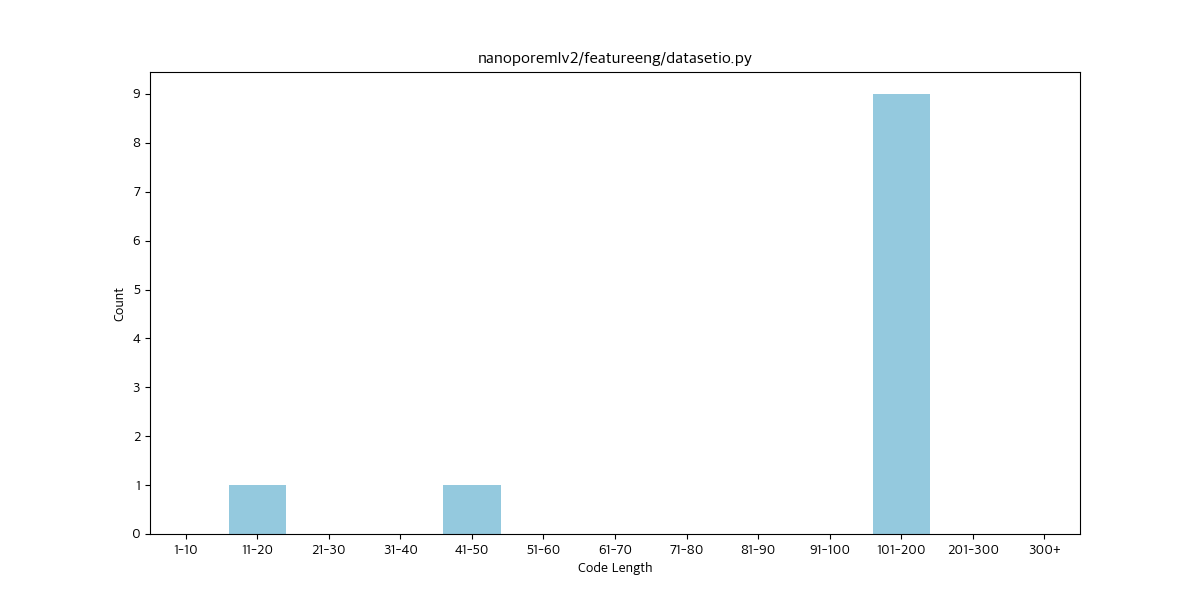 nanoporemlv2/featureeng/datasetio.py
Count
9
8
7
6
5
4
3
2
1
0
1-10 11-20 21-30 31-40 41-50 51-60 61-70 71-80 81-90 91-100 101-200 201-300 300+
Code Length